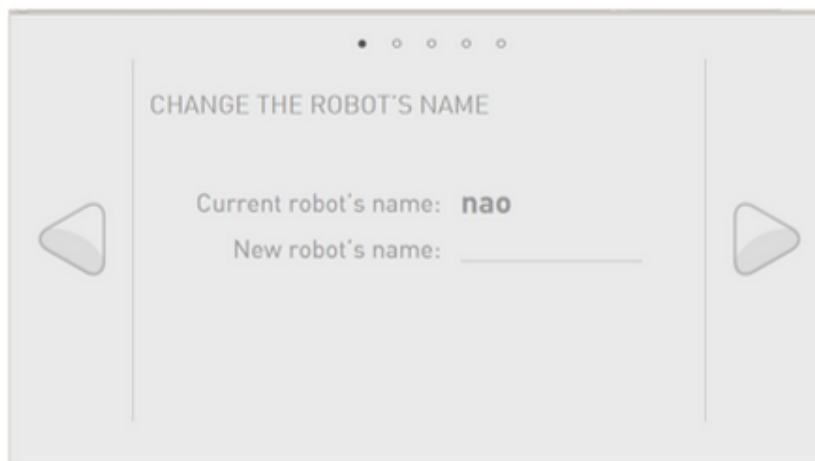 CHANGE THE ROBOT'S NAME
Current robot's name: nao
New robot's name: